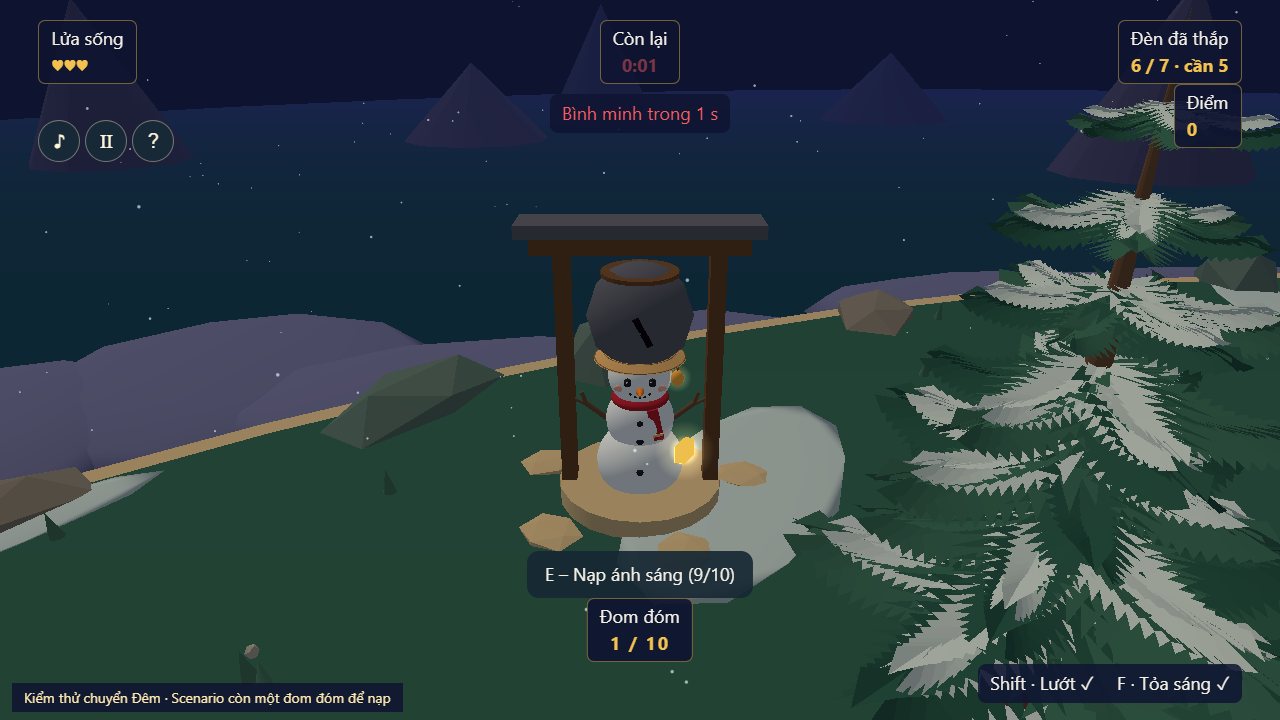 Lửa sống
♥♥♥
Còn lại
0:01
Bình minh trong 1 s
Đèn đã thắp
6 / 7 · cần 5
Điểm
0
♪ II ?
E – Nạp ánh sáng (9/10)
Đom đóm
1 / 10
Kiểm thử chuyển Đêm · Scenario còn một đom đóm để nạp
Shift · Lướt ✓ F · Tỏa sáng ✓